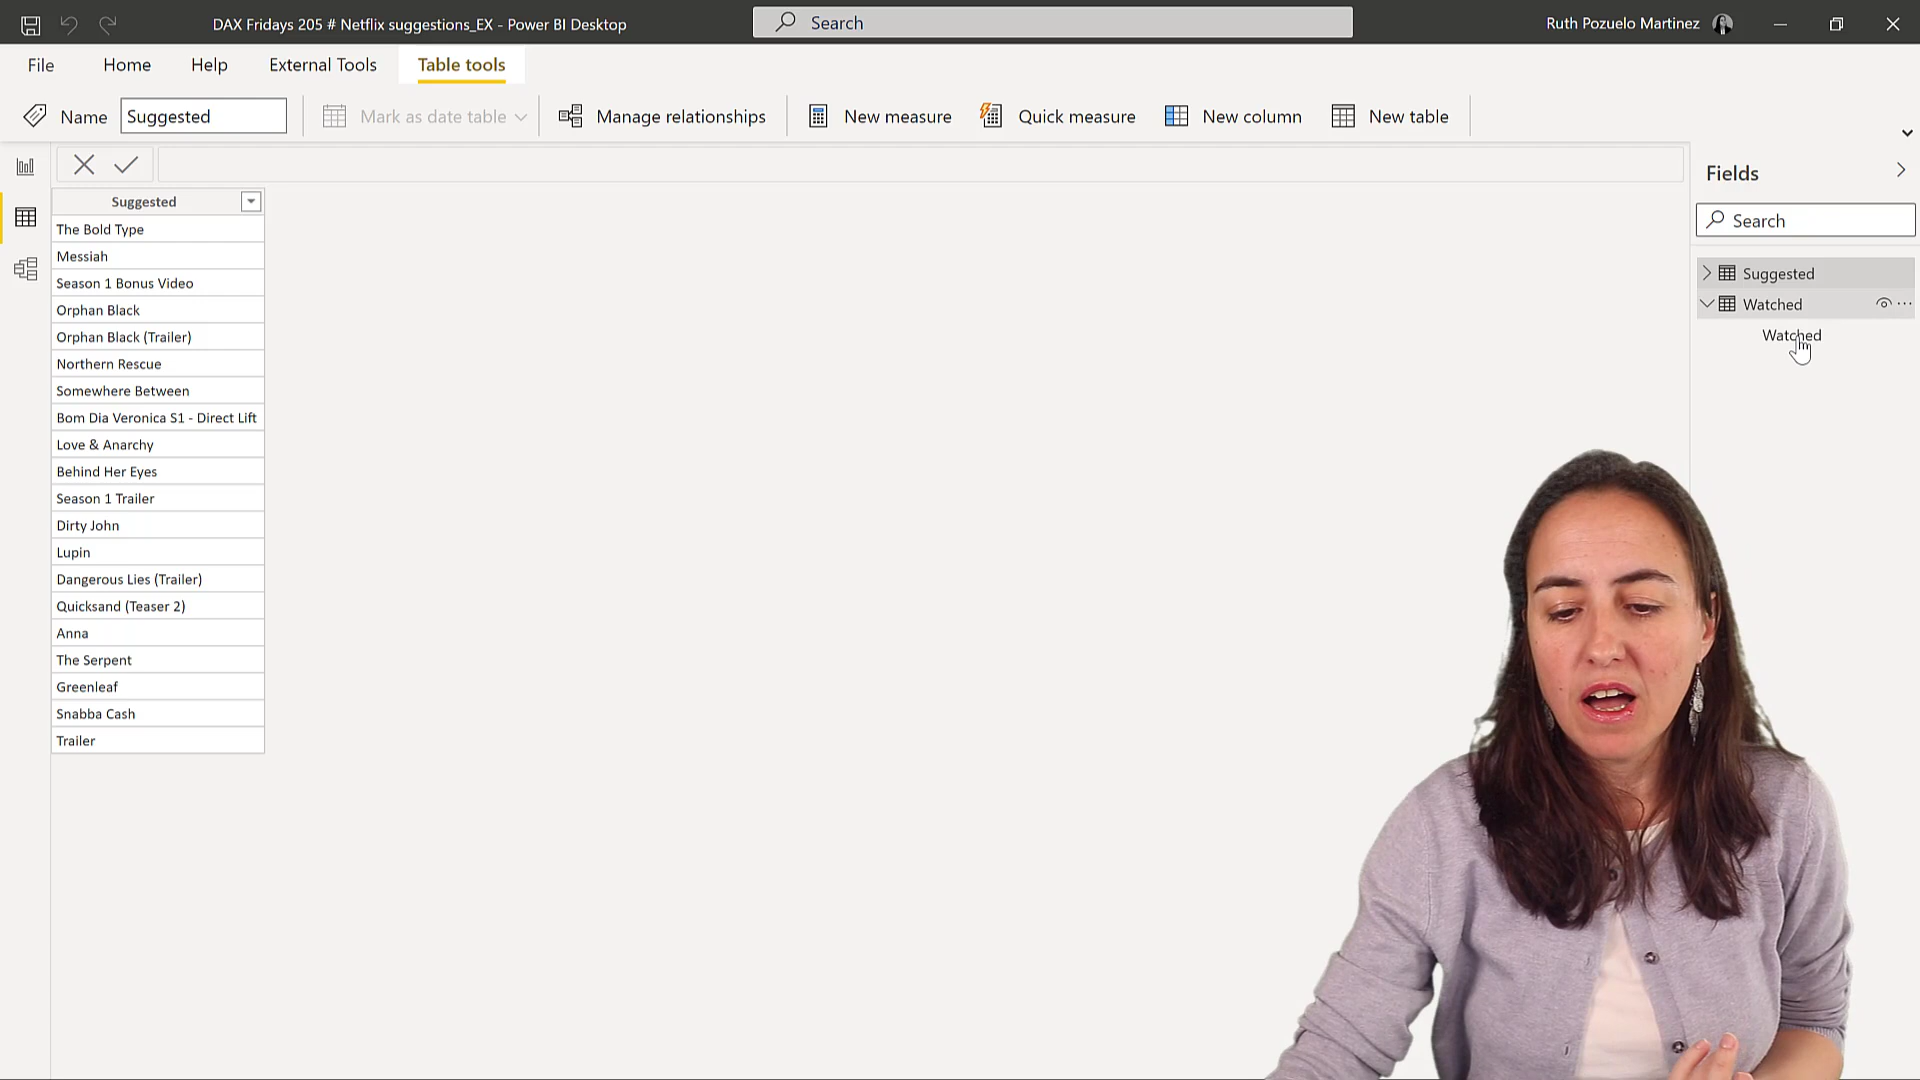 DAX Fridays 205 # Netflix suggestions_EX - Power BI Desktop
Search
Ruth Pozuelo Martinez
File
Home
Help
External Tools
Table tools
Name
Suggested
Mark as date table
Manage relationships
New measure
Quick measure
New column
New table
Suggested
The Bold Type
Messiah
Season 1 Bonus Video
Orphan Black
Orphan Black (Trailer)
Northern Rescue
Somewhere Between
Bom Dia Veronica S1 - Direct Lift
Love & Anarchy
Behind Her Eyes
Season 1 Trailer
Dirty John
Lupin
Dangerous Lies (Trailer)
Quicksand (Teaser 2)
Anna
The Serpent
Greenleaf
Snabba Cash
Trailer
Fields
Search
Suggested
Watched
Watched